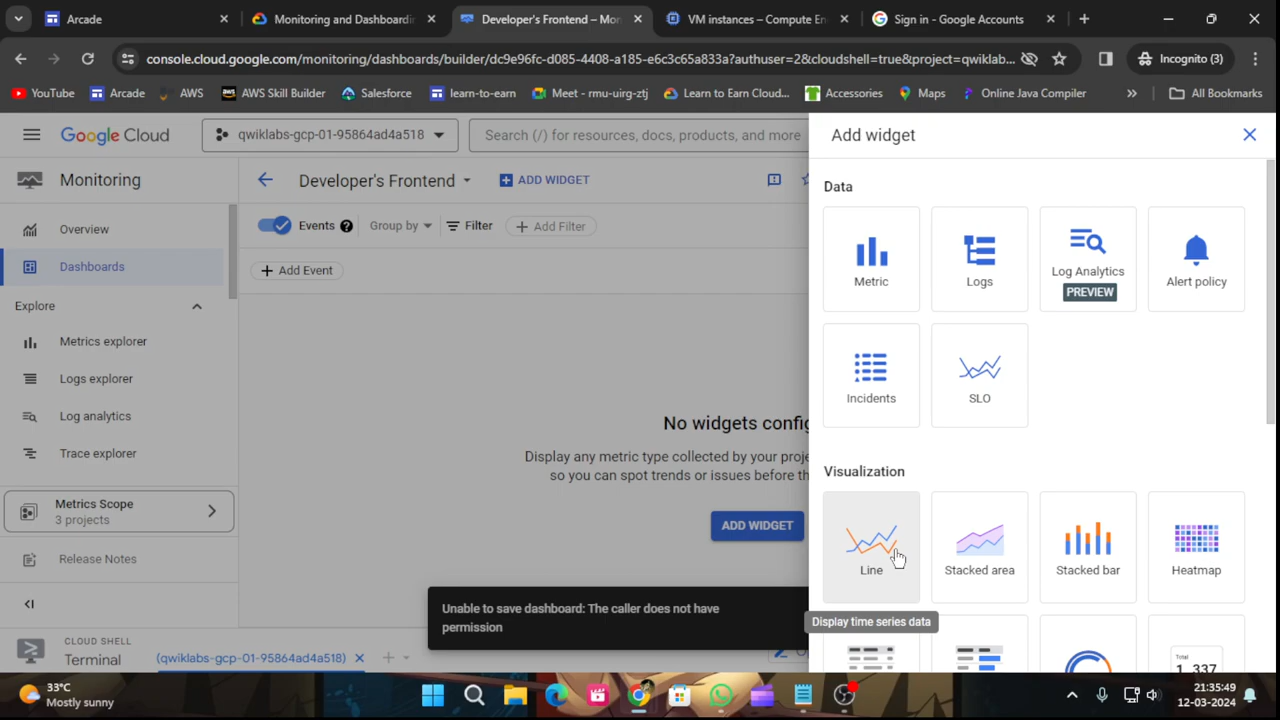 Arcade
Monitoring and Dashboardin
Developer's Frontend – Mon
VM instances – Compute En
Sign in - Google Accounts
console.cloud.google.com/monitoring/dashboards/builder/dc9e96fc-d085-4408-a185-e6c3c65a833a?authuser=2&cloudshell=true&project=qwiklab...
Incognito (3)
YouTube
Arcade
AWS
AWS Skill Builder
Salesforce
learn-to-earn
Meet - rmu-uirg-ztj
Learn to Earn Cloud...
Accessories
Maps
Online Java Compiler
All Bookmarks
Google Cloud
qwiklabs-gcp-01-95864ad4a518
Search (/) for resources, docs, products, and more
Add widget
Monitoring
Developer's Frontend
ADD WIDGET
Overview
Dashboards
Explore
Metrics explorer
Logs explorer
Log analytics
Trace explorer
Metrics Scope
3 projects
Release Notes
Events
Group by
Filter
Add Filter
Add Event
No widgets config
Display any metric type collected by your proje
so you can spot trends or issues before th
ADD WIDGET
Unable to save dashboard: The caller does not have
permission
Data
Metric
Logs
Log Analytics
PREVIEW
Alert policy
Incidents
SLO
Visualization
Line
Stacked area
Stacked bar
Heatmap
Display time series data
Total
1,337
CLOUD SHELL
Terminal
(qwiklabs-gcp-01-95864ad4a518)
33°C
Mostly sunny
21:35:49
12-03-2024